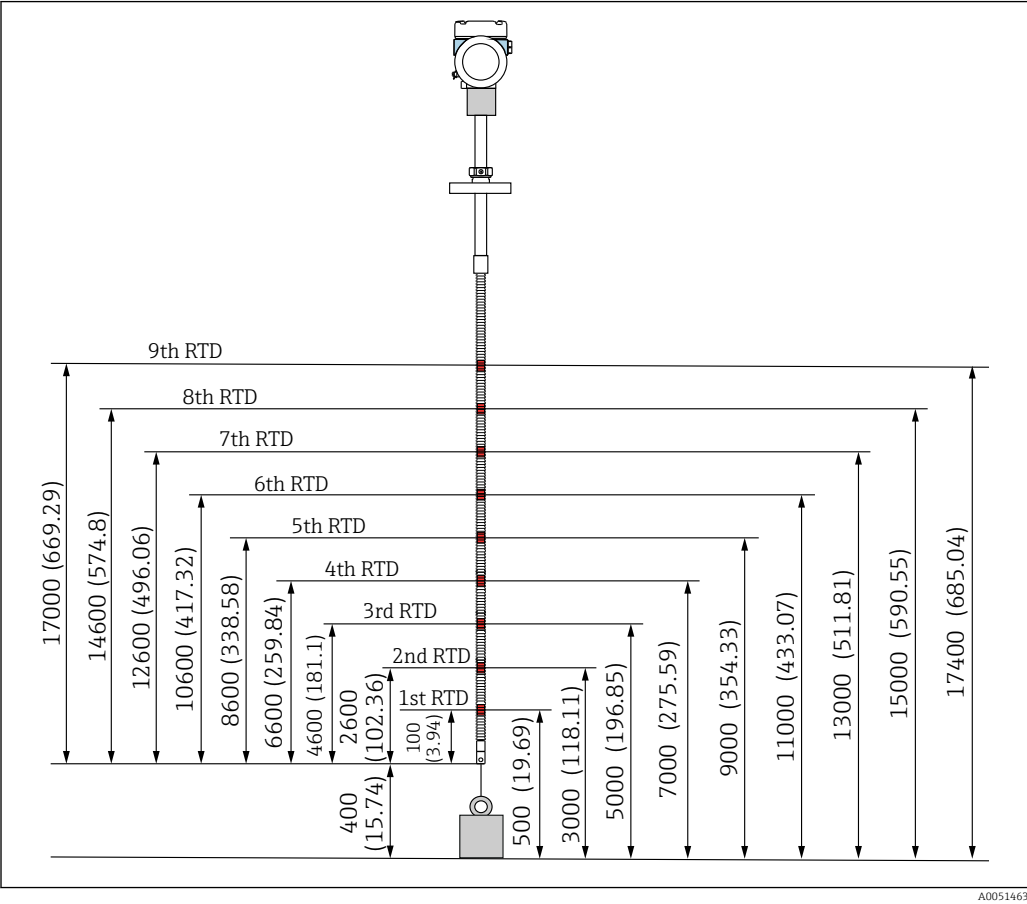 9th RTD
8th RTD
7th RTD
6th RTD
5th RTD
4th RTD
3rd RTD
2nd RTD
1st RTD
17000 (669.29)
14600 (574.8)
12600 (496.06)
10600 (417.32)
8600 (338.58)
6600 (259.84)
4600 (181.1)
2600
(102.36)
100
(3.94)
400
(15.74)
500 (19.69)
3000 (118.11)
5000 (196.85)
7000 (275.59)
9000 (354.33)
11000 (433.07)
13000 (511.81)
15000 (590.55)
17400 (685.04)
A0051463